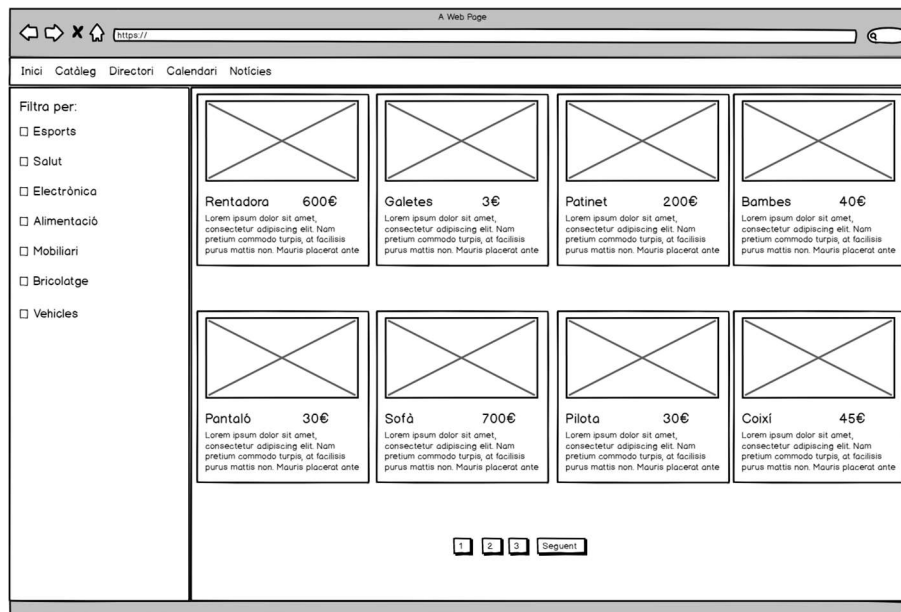 A Web Page
https://
Inici Catàleg Directori Calendari Notícies
Filtra per:
Esports
Salut
Electrònica
Alimentació
Mobiliari
Bricolatge
Vehicles
Rentadora 600€
Lorem ipsum dolor sit amet,
consectetur adipiscing elit. Nam
pretium commodo turpis, at facilisis
purus mattis non. Mauris placerat ante
Galetes 3€
Lorem ipsum dolor sit amet,
consectetur adipiscing elit. Nam
pretium commodo turpis, at facilisis
purus mattis non. Mauris placerat ante
Patinet 200€
Lorem ipsum dolor sit amet,
consectetur adipiscing elit. Nam
pretium commodo turpis, at facilisis
purus mattis non. Mauris placerat ante
Bambes 40€
Lorem ipsum dolor sit amet,
consectetur adipiscing elit. Nam
pretium commodo turpis, at facilisis
purus mattis non. Mauris placerat ante
Pantaló 30€
Lorem ipsum dolor sit amet,
consectetur adipiscing elit. Nam
pretium commodo turpis, at facilisis
purus mattis non. Mauris placerat ante
Sofà 700€
Lorem ipsum dolor sit amet,
consectetur adipiscing elit. Nam
pretium commodo turpis, at facilisis
purus mattis non. Mauris placerat ante
Pilota 30€
Lorem ipsum dolor sit amet,
consectetur adipiscing elit. Nam
pretium commodo turpis, at facilisis
purus mattis non. Mauris placerat ante
Coixí 45€
Lorem ipsum dolor sit amet,
consectetur adipiscing elit. Nam
pretium commodo turpis, at facilisis
purus mattis non. Mauris placerat ante
1 2 3 Seguent